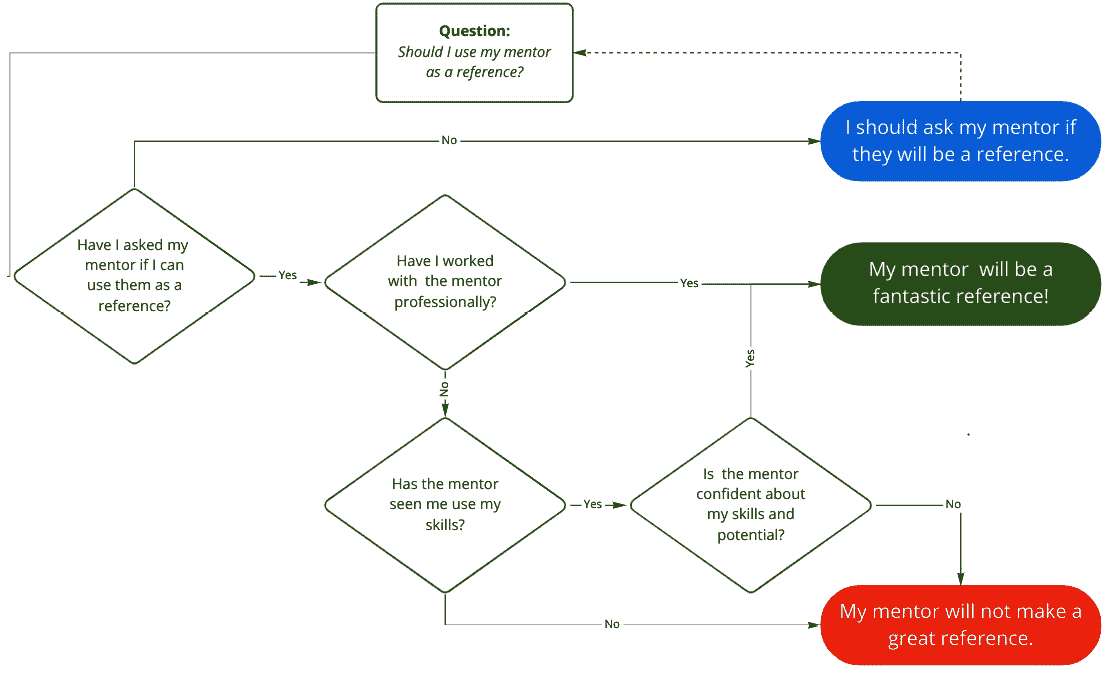 Question:
Should I use my mentor
as a reference?
No
I should ask my mentor if
they will be a reference.
Have I asked my
mentor if I can
use them as a
reference?
Yes
Have I worked
with the mentor
professionally?
Yes
My mentor will be a
fantastic reference!
No
Yes
Has the mentor
seen me use my
skills?
Yes
Is the mentor
confident about
my skills and
potential?
No
No
My mentor will not make a
great reference.